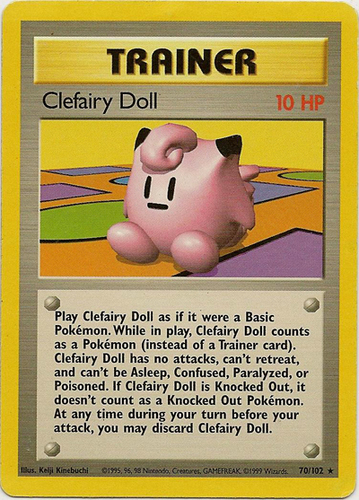 TRAINER
Clefairy Doll 10 HP
Play Clefairy Doll as if it were a Basic
Pokémon. While in play, Clefairy Doll counts
as a Pokémon (instead of a Trainer card).
Clefairy Doll has no attacks, can't retreat,
and can't be Asleep, Confused, Paralyzed, or
Poisoned. If Clefairy Doll is Knocked Out, it
doesn't count as a Knocked Out Pokémon.
At any time during your turn before your
attack, you may discard Clefairy Doll.
Illus. Keiji Kinebuchi ©1995, 96, 98 Nintendo, Creatures, GAMEFREAK. ©1999 Wizards. 70/102 ★